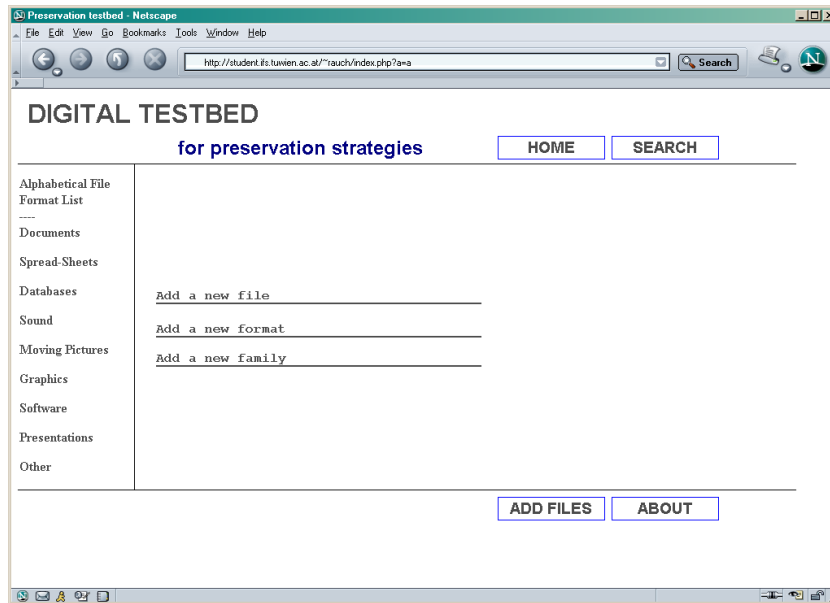 Preservation testbed - Netscape
File Edit View Go Bookmarks Tools Window Help
http://student.ifs.tuwien.ac.at/~rauch/index.php?a=a
Search
N
DIGITAL TESTBED
for preservation strategies
HOME
SEARCH
Alphabetical File
Format List
----
Documents
Spread-Sheets
Databases
Sound
Moving Pictures
Graphics
Software
Presentations
Other
Add a new file
Add a new format
Add a new family
ADD FILES
ABOUT